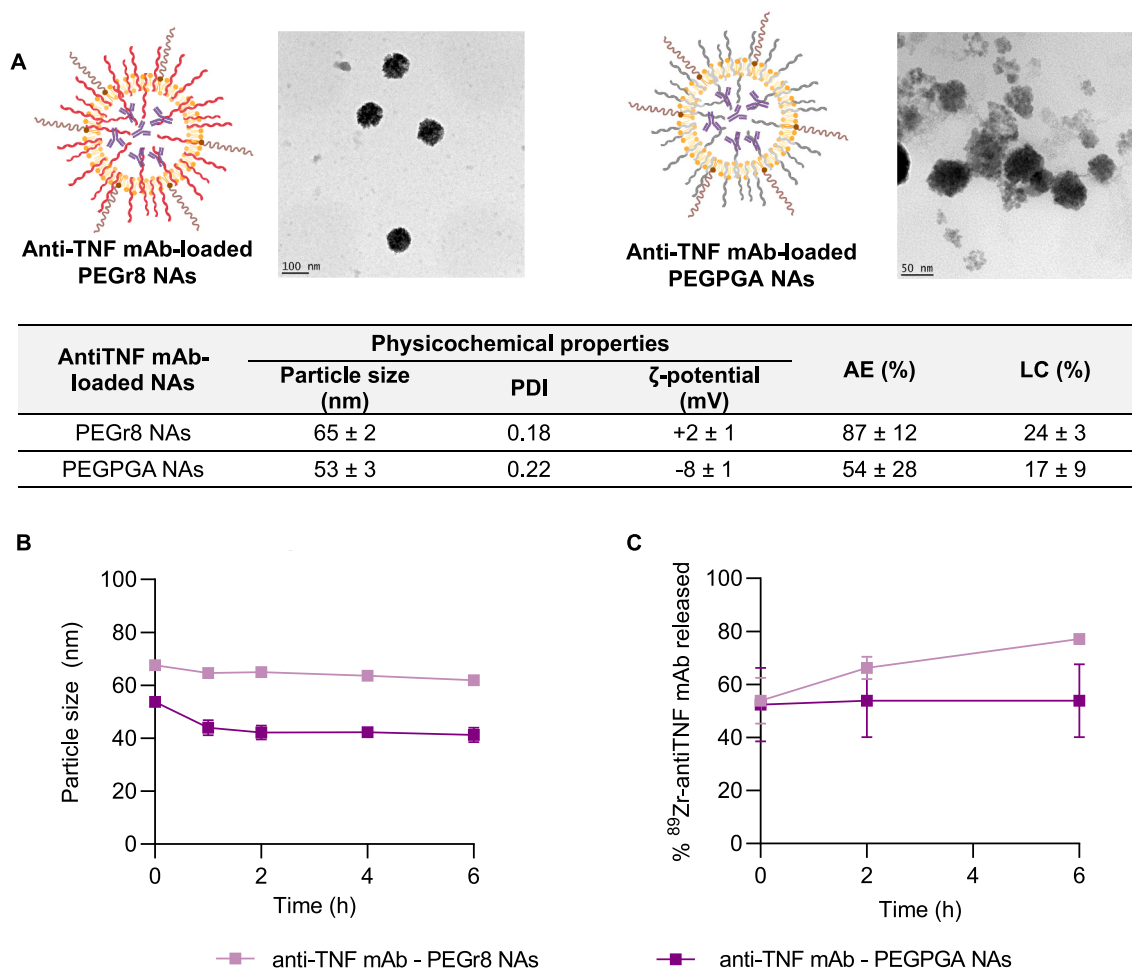 A
Anti-TNF mAb-loaded
PEGr8 NAs
100 nm
Anti-TNF mAb-loaded
PEGPGA NAs
50 nm
AntiTNF mAb-
loaded NAs
Physicochemical properties
Particle size
(nm)
PDI
ζ-potential
(mV)
AE (%)
LC (%)
PEGr8 NAs 65 ± 2 0.18 +2 ± 1 87 ± 12 24 ± 3
PEGPGA NAs 53 ± 3 0.22 -8 ± 1 54 ± 28 17 ± 9
B
Particle size (nm)
100
80
60
40
20
0
0 2 4 6
Time (h)
C
% ⁸⁹Zr-antiTNF mAb released
100
80
60
40
20
0
0 2 4 6
Time (h)
anti-TNF mAb - PEGr8 NAs
anti-TNF mAb - PEGPGA NAs